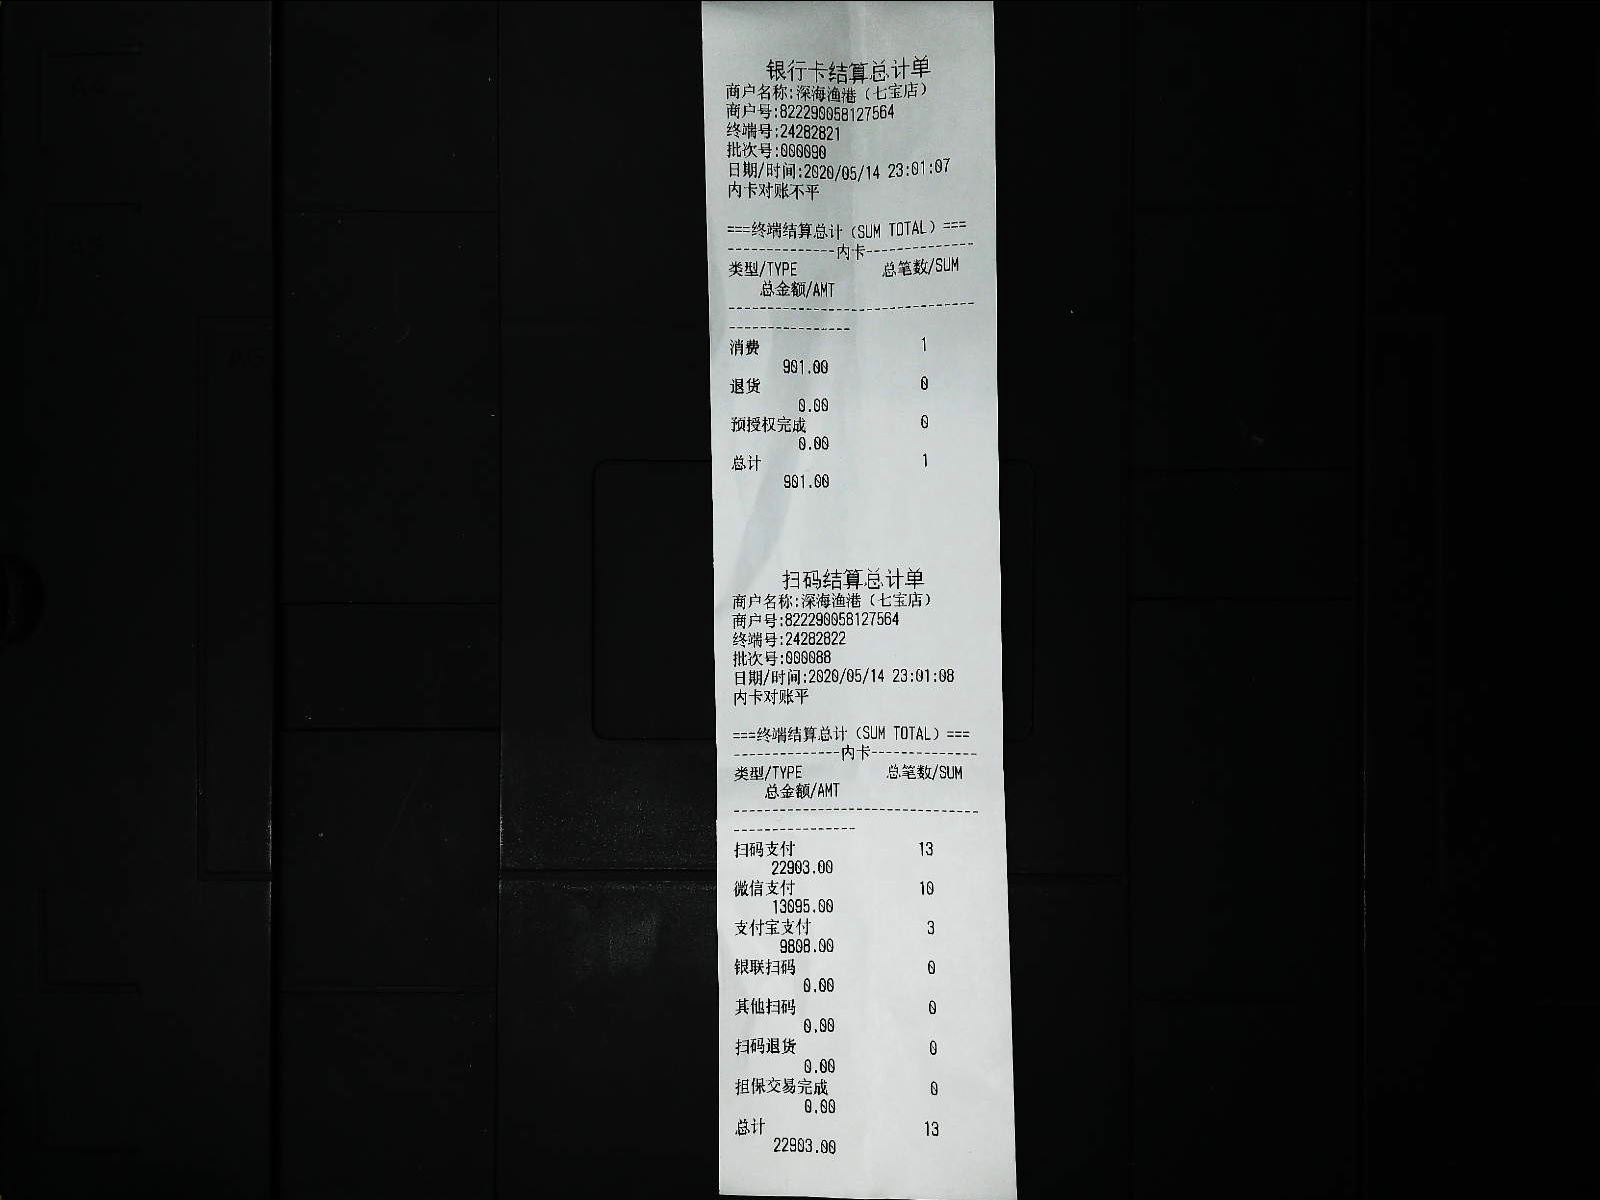 银行卡结算总计单
商户名称:深海渔港（七宝店）
商户号:822290058127564
终端号:24282821
批次号:000090
日期/时间:2020/05/14 23:01:07
内卡对账不平
===终端结算总计（SUM TOTAL）===
--------------内卡--------------
类型/TYPE 总笔数/SUM
总金额/AMT
--------------------------------
----------------
消费 1
901.00
退货 0
0.00
预授权完成 0
0.00
总计 1
901.00
扫码结算总计单
商户名称:深海渔港（七宝店）
商户号:822290058127564
终端号:24282822
批次号:000088
日期/时间:2020/05/14 23:01:08
内卡对账平
===终端结算总计（SUM TOTAL）===
--------------内卡--------------
类型/TYPE 总笔数/SUM
总金额/AMT
--------------------------------
----------------
扫码支付 13
22903.00
微信支付 10
13095.00
支付宝支付 3
9808.00
银联扫码 0
0.00
其他扫码 0
0.00
扫码退货 0
0.00
担保交易完成 0
0.00
总计 13
22903.00